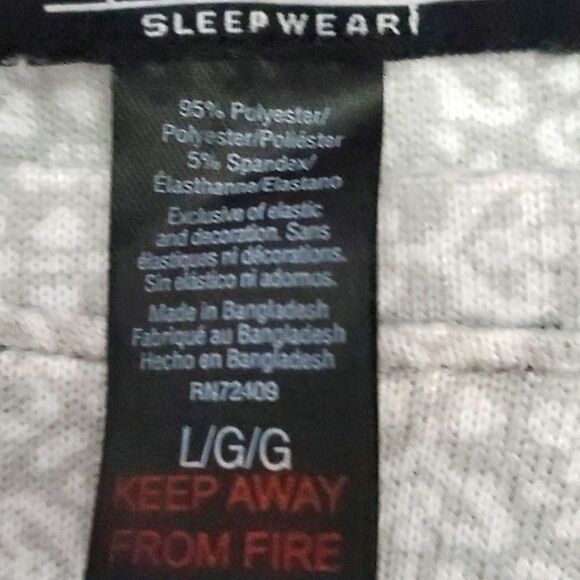 SLEEPWEAR
95% Polyester/
Polyester/Poliéster
5% Spandex/
Élasthanne/Elastano
Exclusive of elastic
and decoration. Sans
élastiques ni décorations.
Sin elástico ni adornos.
Made in Bangladesh
Fabriqué au Bangladesh
Hecho en Bangladesh
RN72409
L/G/G
KEEP AWAY
FROM FIRE